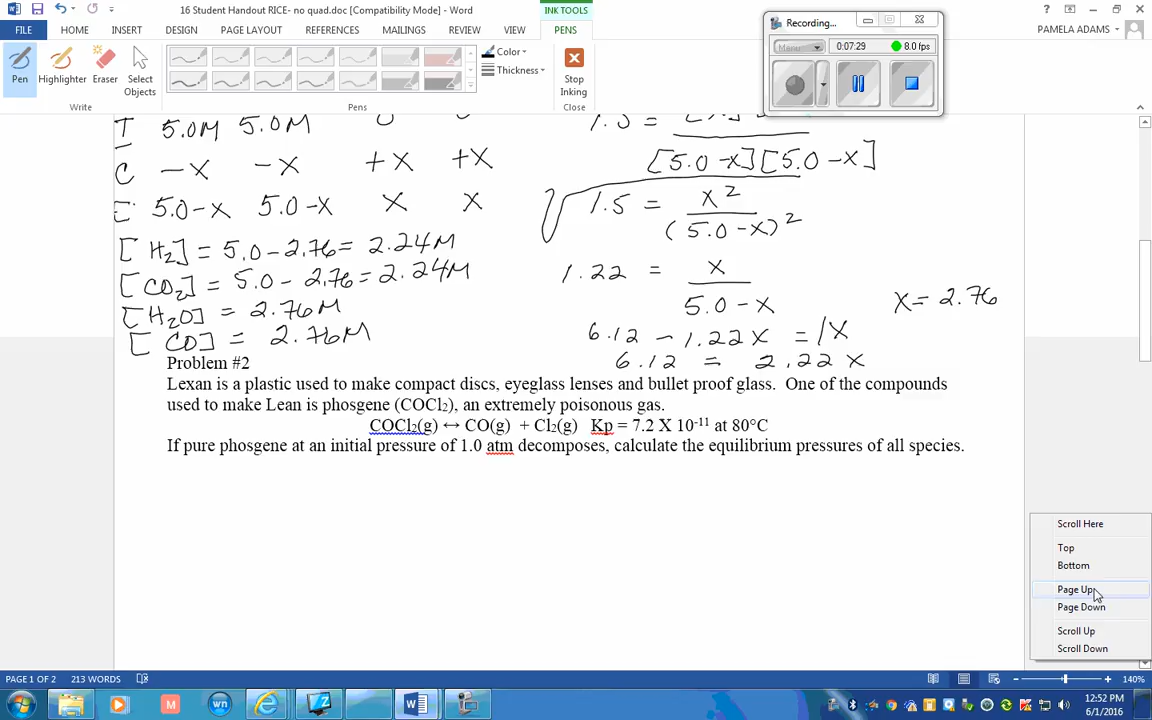 16 Student Handout RICE- no quad.doc [Compatibility Mode] - Word
INK TOOLS
FILE HOME INSERT DESIGN PAGE LAYOUT REFERENCES MAILINGS REVIEW VIEW PENS
PAMELA ADAMS
Recording...
Menu 0:07:29 8.0 fps
Pen Highlighter Eraser Select Objects
Color
Thickness
Stop Inking
Write Pens Close
I 5.0M 5.0M 0 0
C -X -X +X +X
E 5.0-X 5.0-X X X
[H2] = 5.0-2.76= 2.24M
[CO2] = 5.0-2.76=2.24M
[H2O] = 2.76M
[CO] = 2.76M
1.5 =
[5.0-X][5.0-X]
√1.5 = X2
(5.0-X)2
1.22 = X
5.0-X
X= 2.76
6.12 - 1.22X = 1X
6.12 = 2.22 X
Problem #2
Lexan is a plastic used to make compact discs, eyeglass lenses and bullet proof glass. One of the compounds
used to make Lean is phosgene (COCl2), an extremely poisonous gas.
COCl2(g) ↔ CO(g) + Cl2(g) Kp = 7.2 X 10-11 at 80°C
If pure phosgene at an initial pressure of 1.0 atm decomposes, calculate the equilibrium pressures of all species.
Scroll Here
Top
Bottom
Page Up
Page Down
Scroll Up
Scroll Down
PAGE 1 OF 2 213 WORDS 140%
M wn W
12:52 PM
6/1/2016